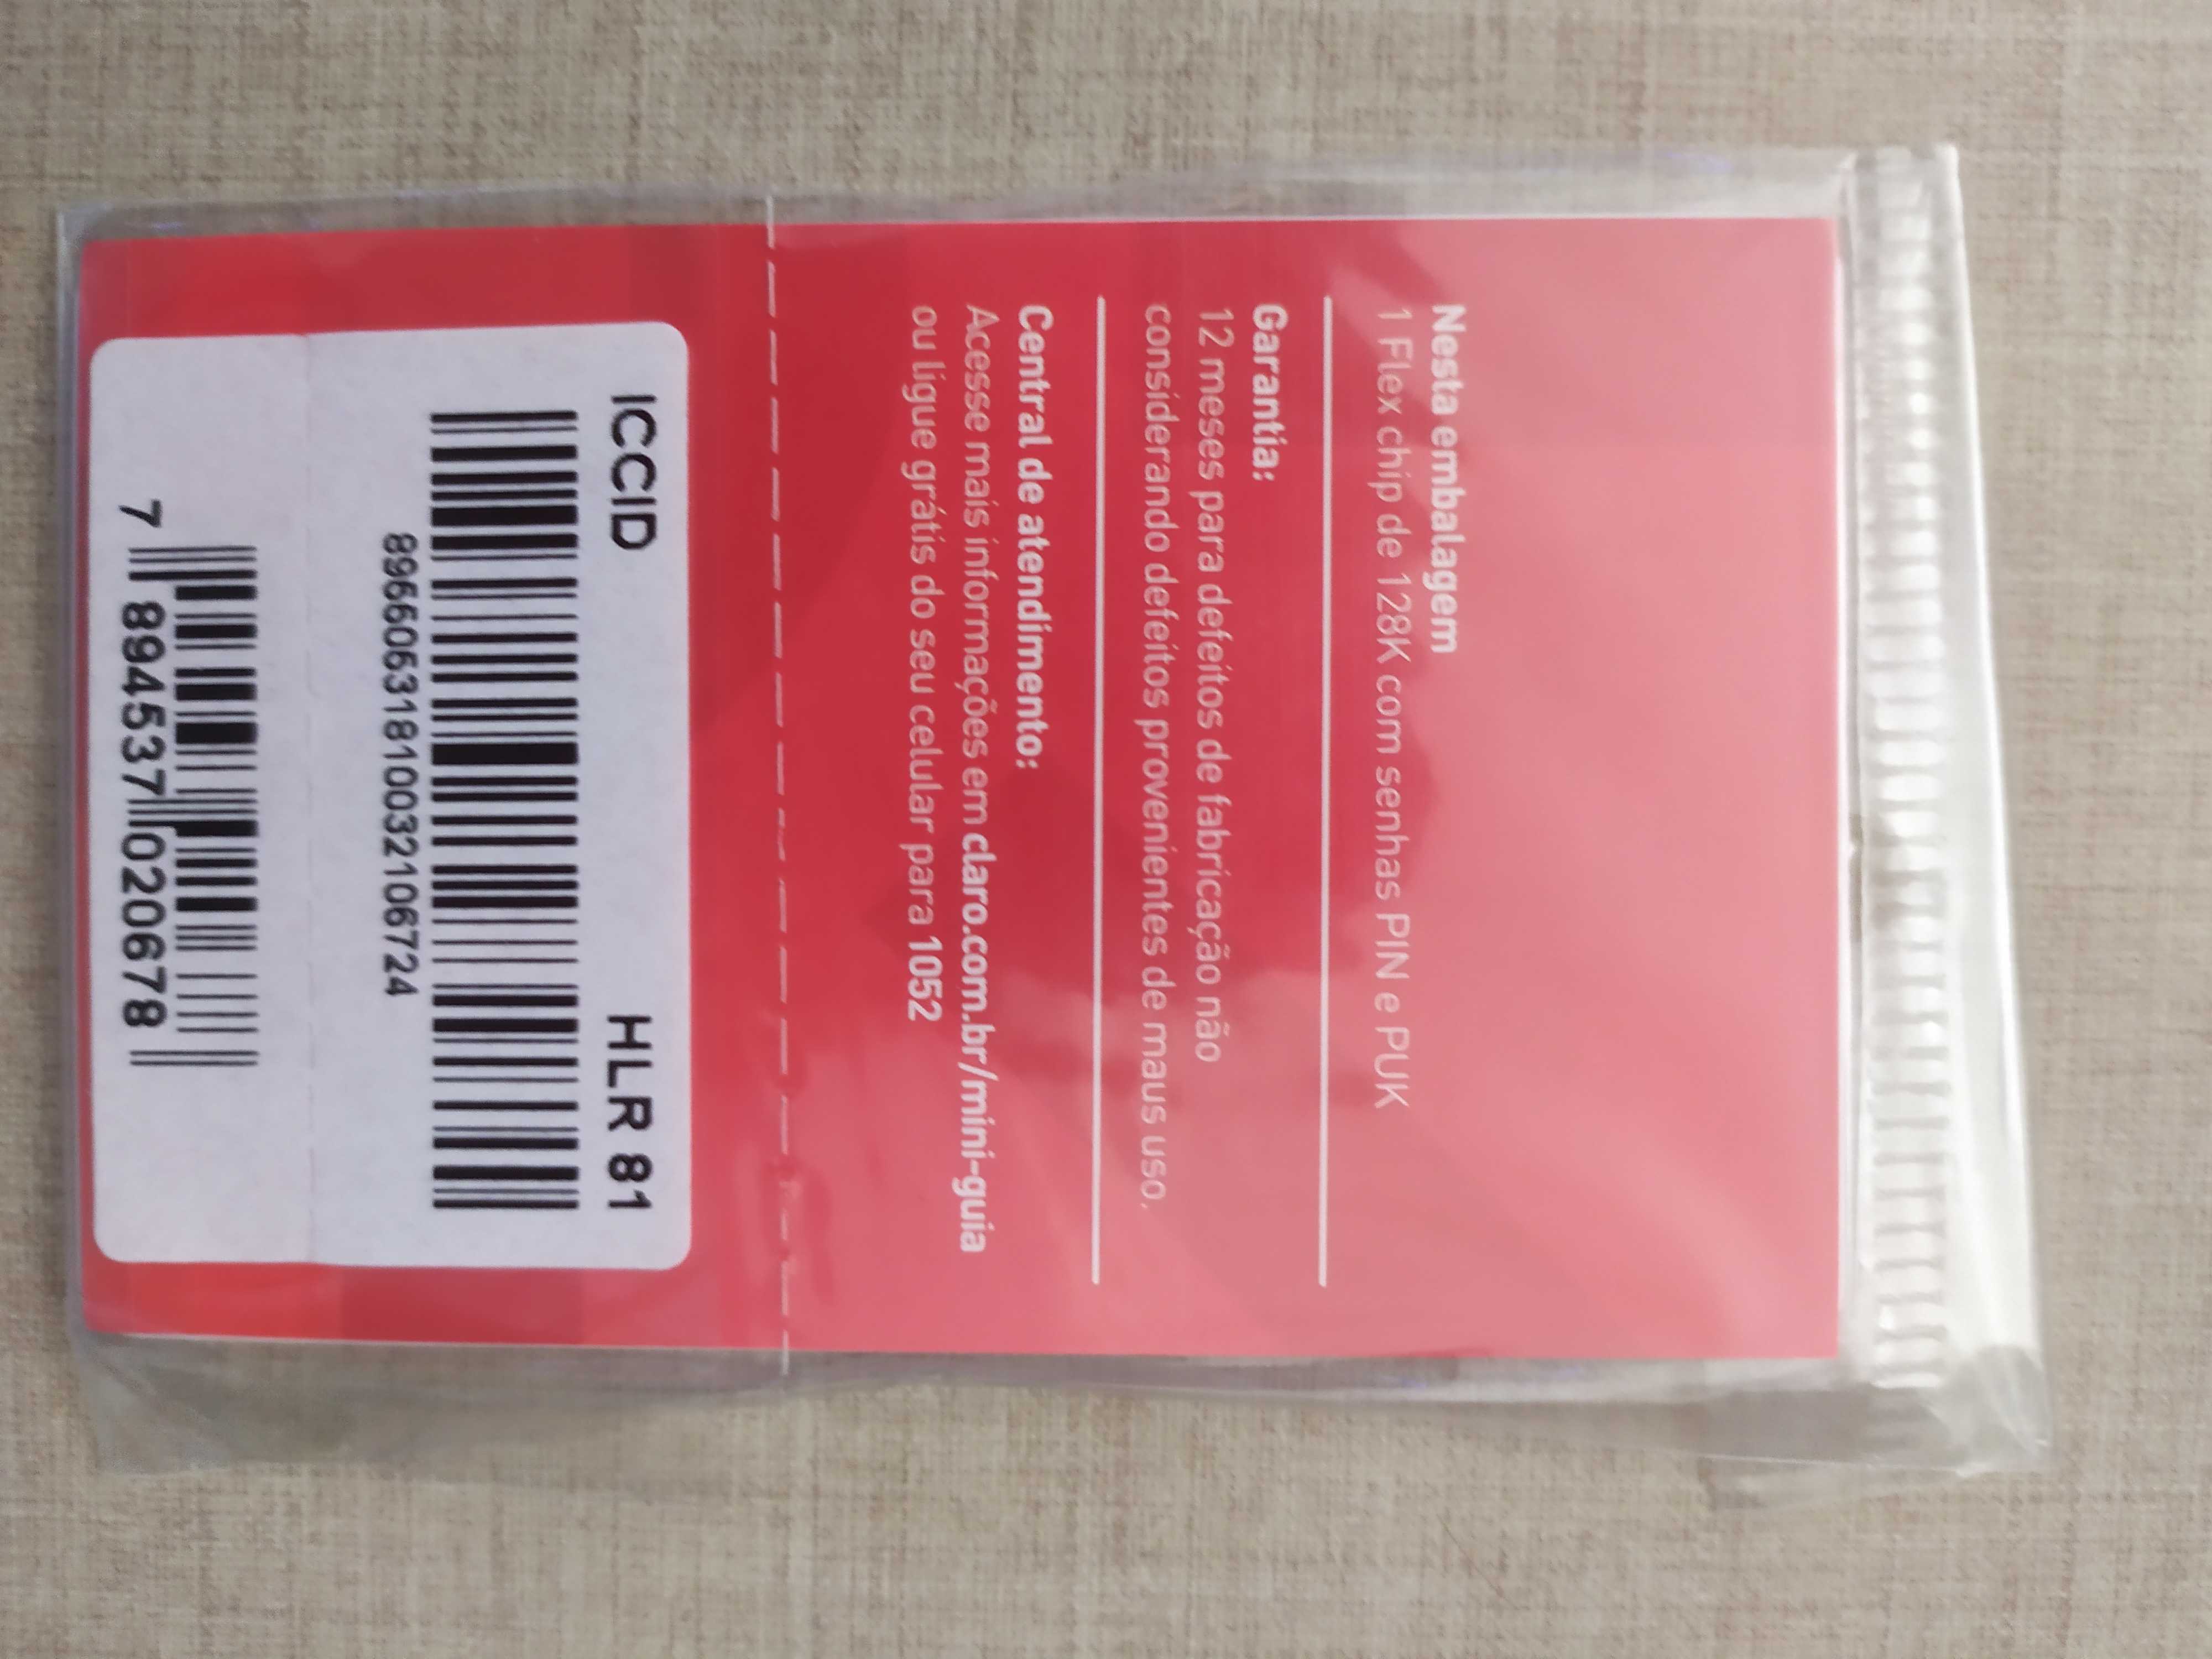 Nesta embalagem
1 Flex chip de 128K com senhas PIN e PUK
Garantia:
12 meses para defeitos de fabricação não
considerando defeitos provenientes de maus uso.
Central de atendimento:
Acesse mais informações em claro.com.br/mini-guia
ou ligue grátis do seu celular para 1052
ICCID HLR 81
89660631810032106724
7 894537 020678